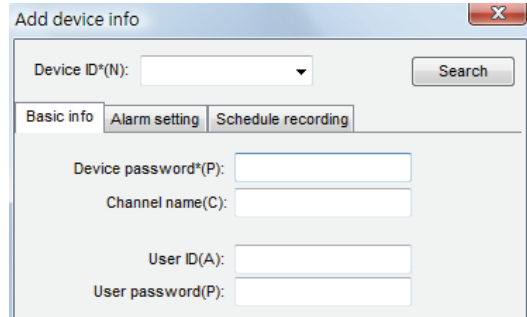 Add device info
X
Device ID*(N):
Search
Basic info Alarm setting Schedule recording
Device password*(P):
Channel name(C):
User ID(A):
User password(P):